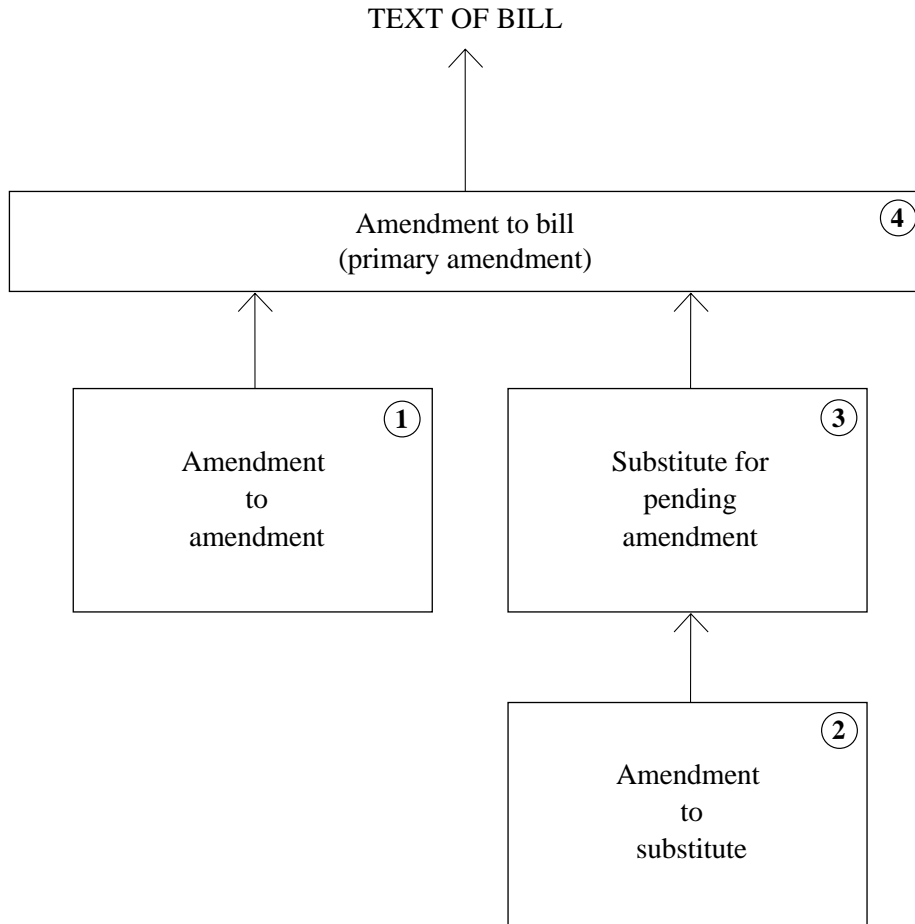 TEXT OF BILL
Amendment to bill
(primary amendment)
4
1
Amendment
to
amendment
3
Substitute for
pending
amendment
2
Amendment
to
substitute